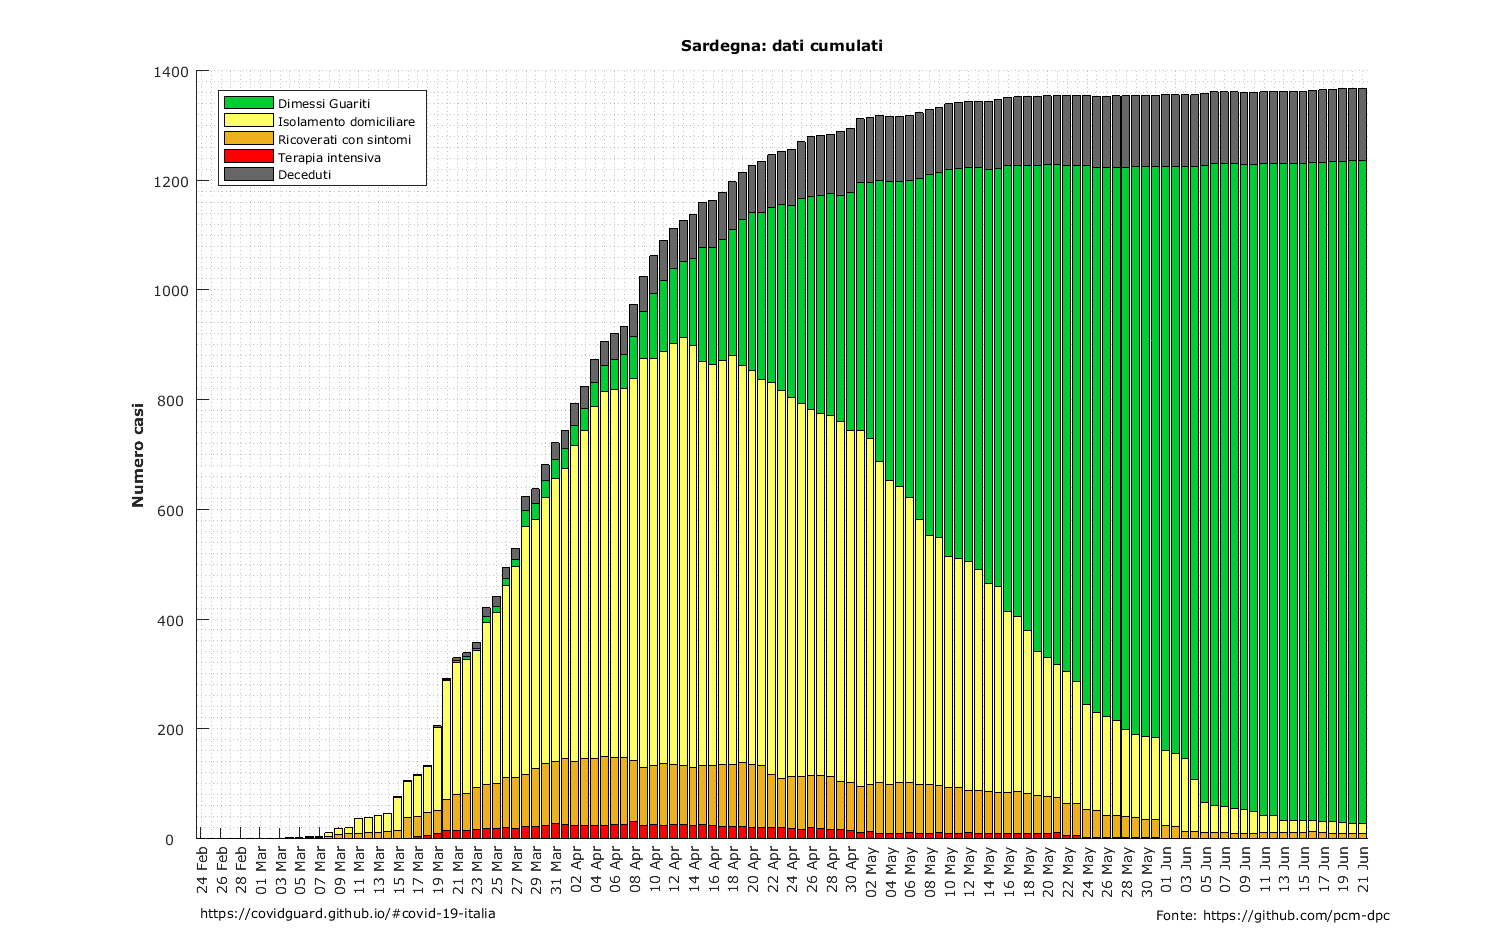 Sardegna: dati cumulati
1400
1200
1000
800
600
400
200
0
Numero casi
Dimessi Guariti
Isolamento domiciliare
Ricoverati con sintomi
Terapia intensiva
Deceduti
24 Feb
26 Feb
28 Feb
01 Mar
03 Mar
05 Mar
07 Mar
09 Mar
11 Mar
13 Mar
15 Mar
17 Mar
19 Mar
21 Mar
23 Mar
25 Mar
27 Mar
29 Mar
31 Mar
02 Apr
04 Apr
06 Apr
08 Apr
10 Apr
12 Apr
14 Apr
16 Apr
18 Apr
20 Apr
22 Apr
24 Apr
26 Apr
28 Apr
30 Apr
02 May
04 May
06 May
08 May
10 May
12 May
14 May
16 May
18 May
20 May
22 May
24 May
26 May
28 May
30 May
01 Jun
03 Jun
05 Jun
07 Jun
09 Jun
11 Jun
13 Jun
15 Jun
17 Jun
19 Jun
21 Jun
https://covidguard.github.io/#covid-19-italia
Fonte: https://github.com/pcm-dpc